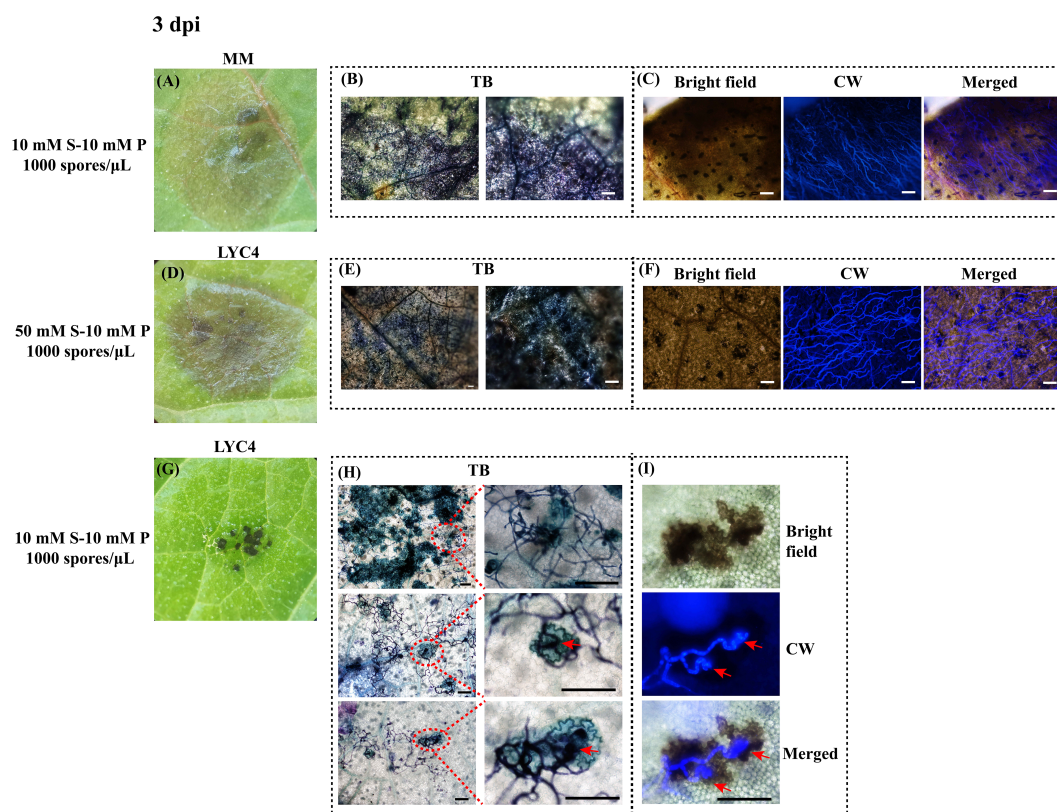 3 dpi
MM
(A)
10 mM S-10 mM P
1000 spores/µL
(B)
TB
(C)
Bright field
CW
Merged
LYC4
(D)
50 mM S-10 mM P
1000 spores/µL
(E)
TB
(F)
Bright field
CW
Merged
LYC4
(G)
10 mM S-10 mM P
1000 spores/µL
(H)
TB
(I)
Bright
field
CW
Merged